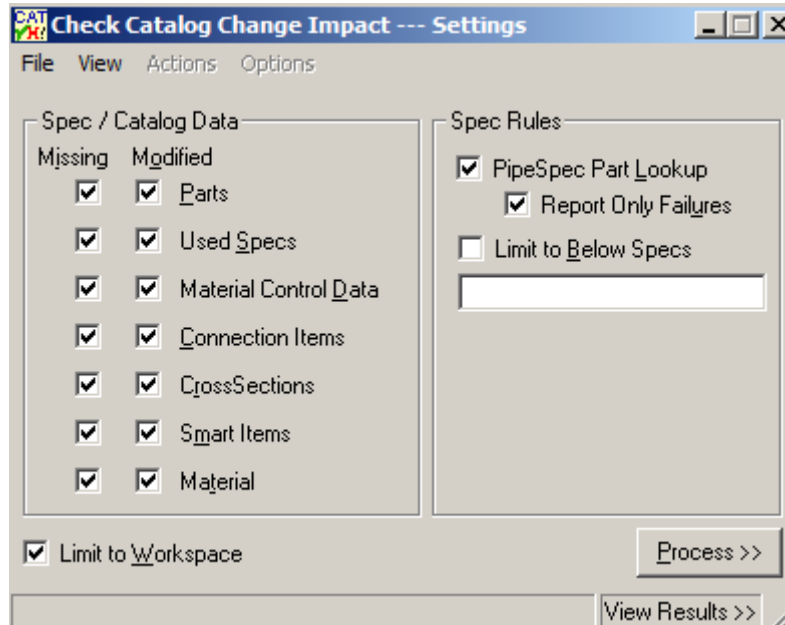 Check Catalog Change Impact --- Settings
File View Actions Options
Spec / Catalog Data
Missing Modified
Parts
Used Specs
Material Control Data
Connection Items
CrossSections
Smart Items
Material
Spec Rules
PipeSpec Part Lookup
Report Only Failures
Limit to Below Specs
Limit to Workspace
Process >>
View Results >>